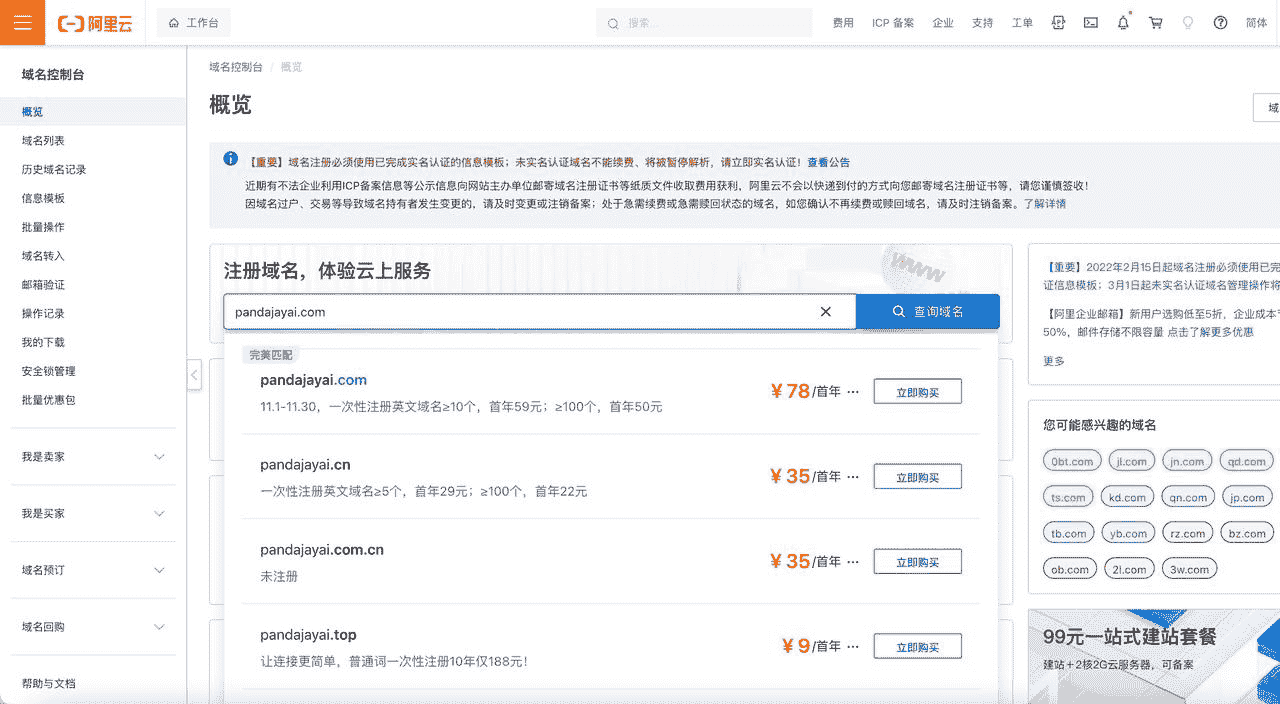 阿里云
工作台
搜索...
费用
ICP 备案
企业
支持
工单
简体
域名控制台
概览
域名列表
历史域名记录
信息模板
批量操作
域名转入
邮箱验证
操作记录
我的下载
安全锁管理
批量优惠包
我是卖家
我是买家
域名预订
域名回购
帮助与文档
域名控制台 / 概览
概览
域
【重要】域名注册必须使用已完成实名认证的信息模板；未实名认证域名不能续费、将被暂停解析，请立即实名认证！查看公告
近期有不法企业利用ICP备案信息等公示信息向网站主办单位邮寄域名注册证书等纸质文件收取费用获利，阿里云不会以快递到付的方式向您邮寄域名注册证书等，请您谨慎签收！
因域名过户、交易等导致域名持有者发生变更的，请及时变更或注销备案；处于急需续费或急需赎回状态的域名，如您确认不再续费或赎回域名，请及时注销备案。了解详情
注册域名，体验云上服务
www
pandajayai.com
查询域名
完美匹配
pandajayai.com
¥ 78/首年 ···
立即购买
11.1-11.30，一次性注册英文域名≥10个，首年59元；≥100个，首年50元
pandajayai.cn
¥ 35/首年 ···
立即购买
一次性注册英文域名≥5个，首年29元；≥100个，首年22元
pandajayai.com.cn
¥ 35/首年 ···
立即购买
未注册
pandajayai.top
¥ 9/首年 ···
立即购买
让连接更简单，普通词一次性注册10年仅188元！
【重要】2022年2月15日起域名注册必须使用已完
证信息模板；3月1日起未实名认证域名管理操作将
【阿里企业邮箱】新用户选购低至5折，企业成本节
50%，邮件存储不限容量 点击了解更多优惠
更多
您可能感兴趣的域名
0bt.com
jl.com
jn.com
qd.com
ts.com
kd.com
qn.com
jp.com
tb.com
yb.com
rz.com
bz.com
ob.com
2l.com
3w.com
99元一站式建站套餐
建站＋2核2G云服务器，可备案